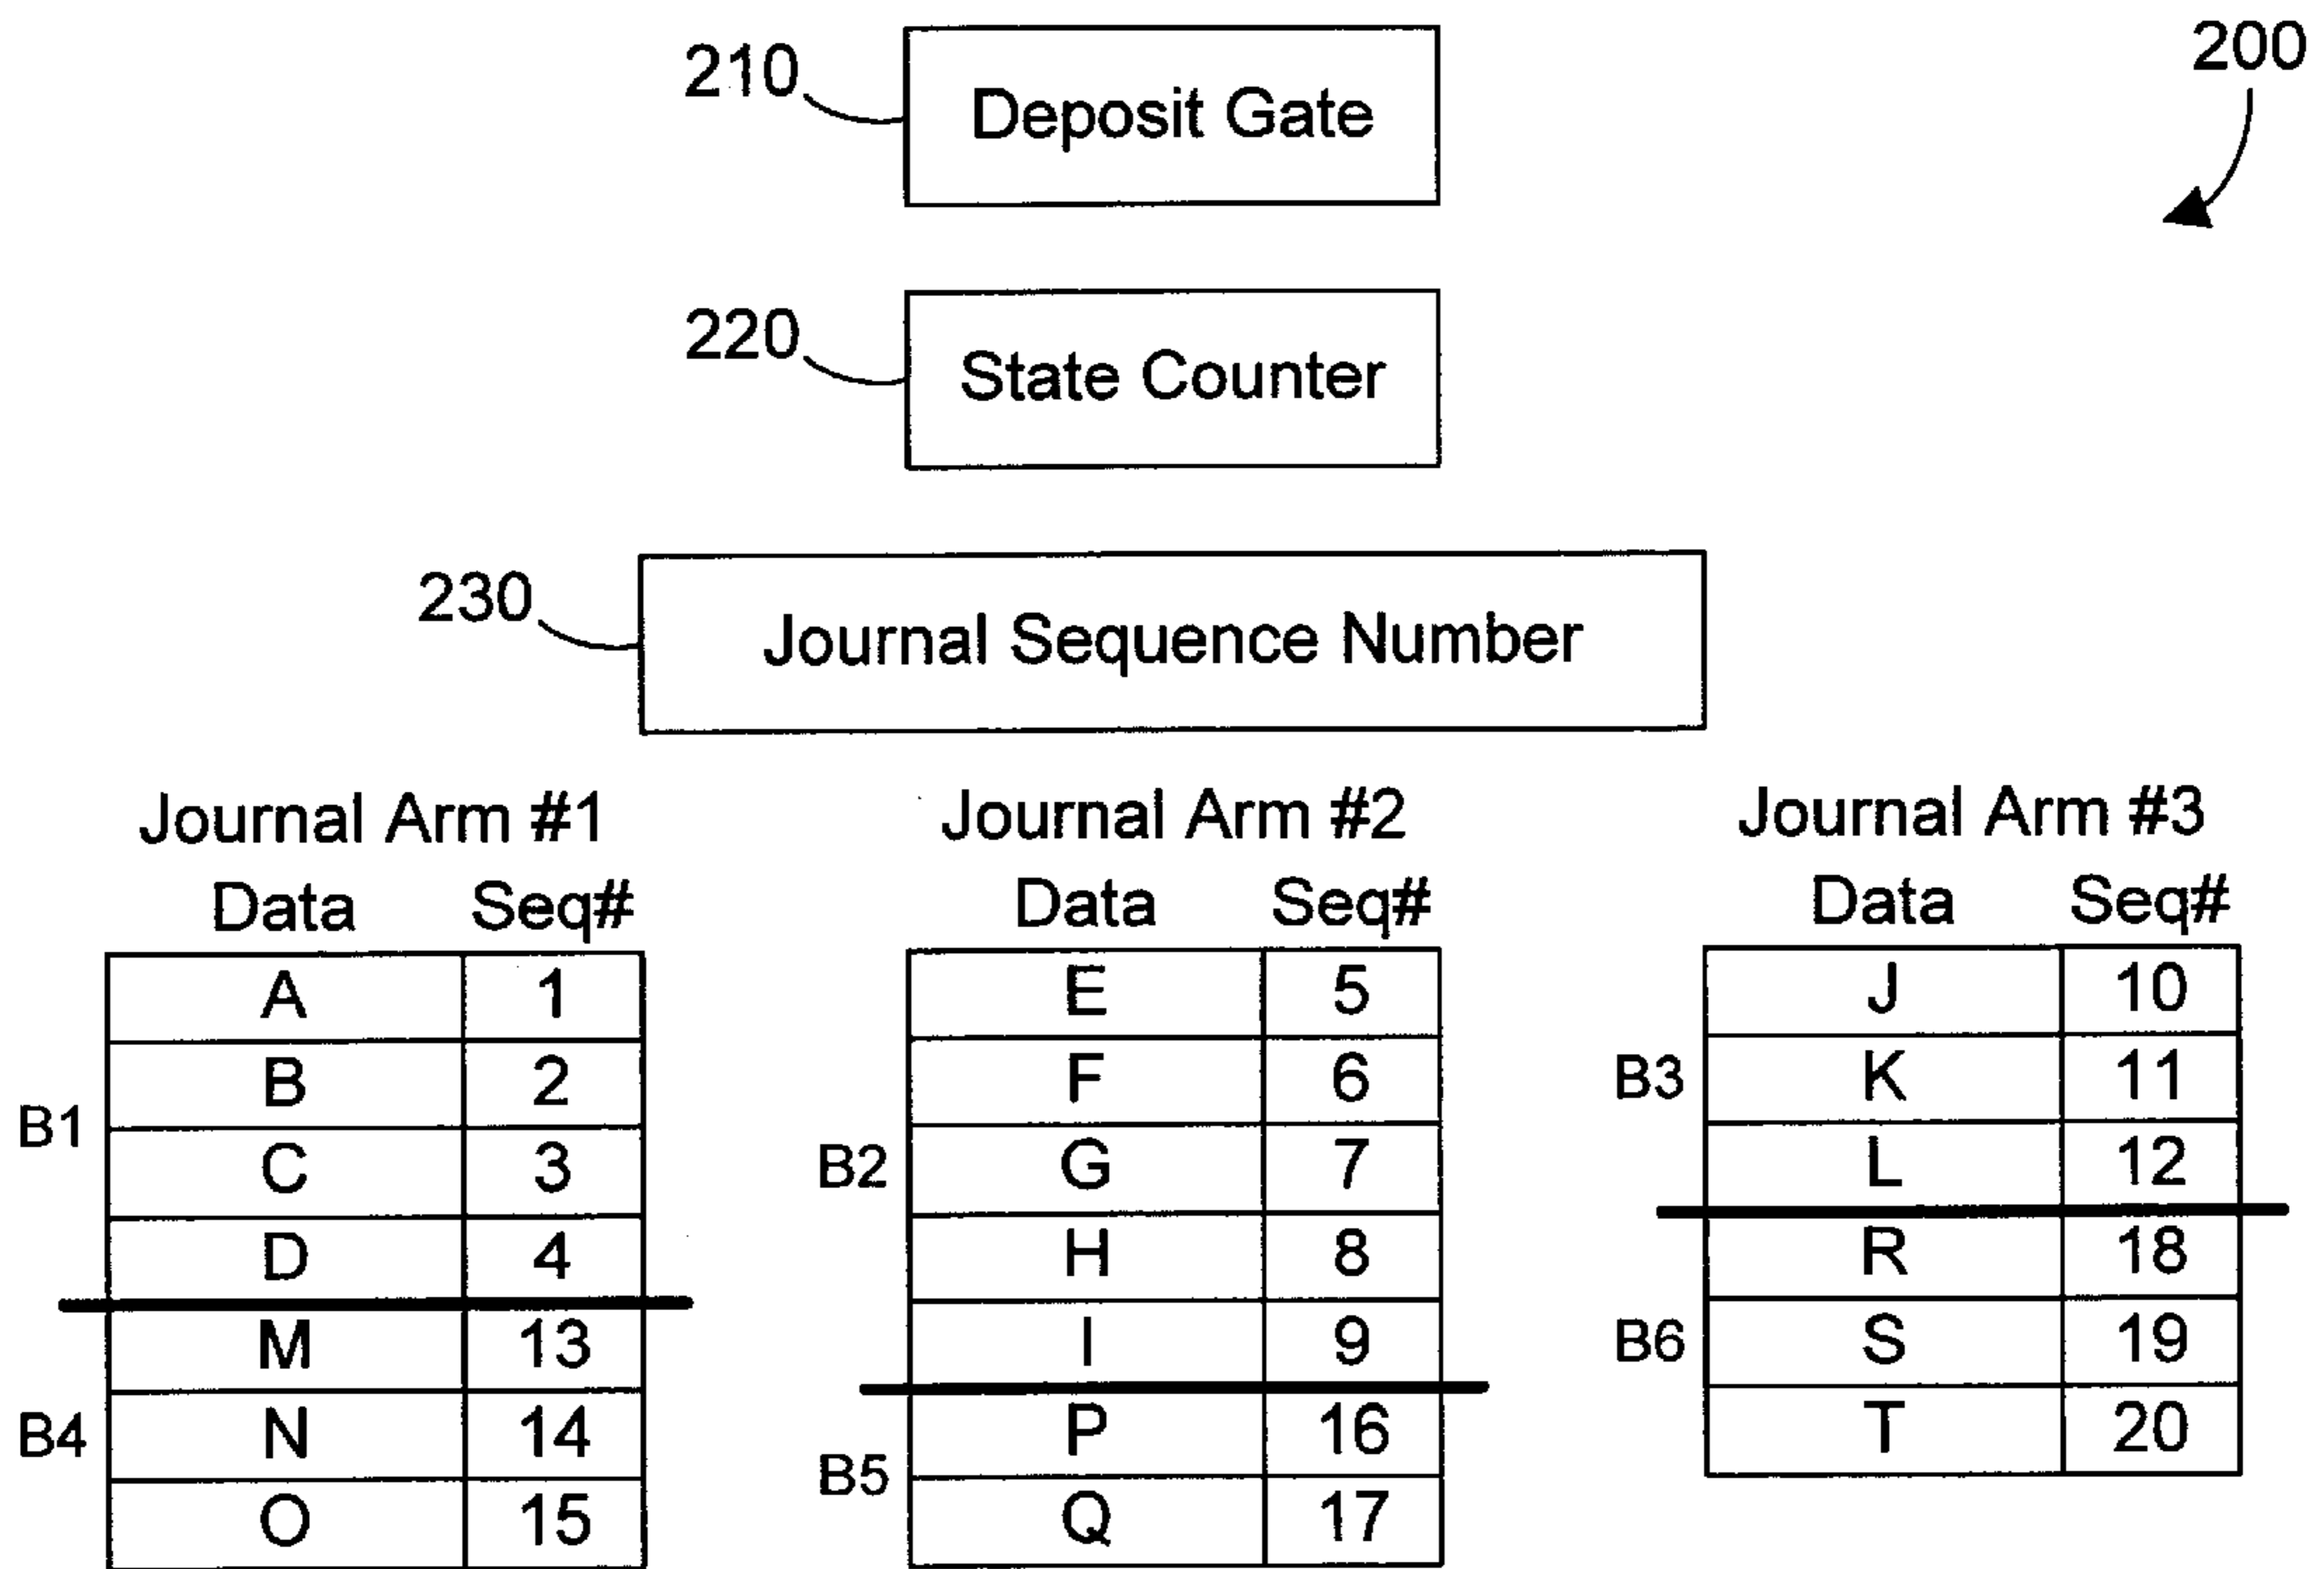 200
210 Deposit Gate
220 State Counter
230 Journal Sequence Number
Journal Arm #1
Data Seq#
A 1
B 2
B1
C 3
D 4
M 13
B4 N 14
O 15
Journal Arm #2
Data Seq#
E 5
F 6
B2 G 7
H 8
I 9
P 16
B5
Q 17
Journal Arm #3
Data Seq#
J 10
B3 K 11
L 12
R 18
B6 S 19
T 20